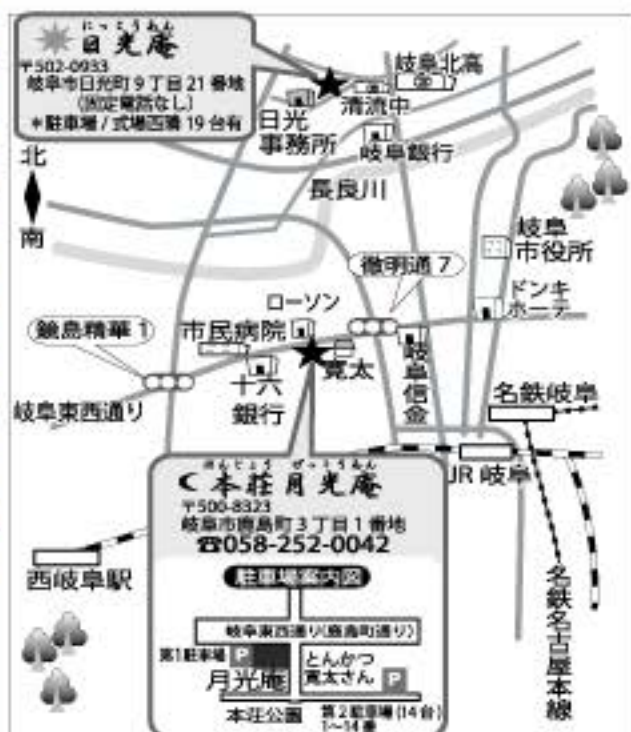 にっこうあん
日光庵
〒502-0933
岐阜市日光町9丁目21番地
(固定電話なし)
*駐車場/式場西隣19台有
岐阜北高
清流中
日光
事務所
岐阜銀行
長良川
北
南
岐阜
市役所
徹明通7
ドンキ
ホーテ
ローソン
市民病院
鏡島精華1
寛太
岐阜信金
十六
銀行
岐阜東西通り
名鉄岐阜
JR岐阜
ほんじょう げっこうあん
本荘月光庵
〒500-8323
岐阜市鹿島町3丁目1番地
☎058-252-0042
駐車場案内図
岐阜東西通り(鹿島町通り)
第1駐車場 P
月光庵
とんかつ
寛太さん P
本荘公園
第2駐車場(14台)
1〜14番
西岐阜駅
名鉄名古屋本線